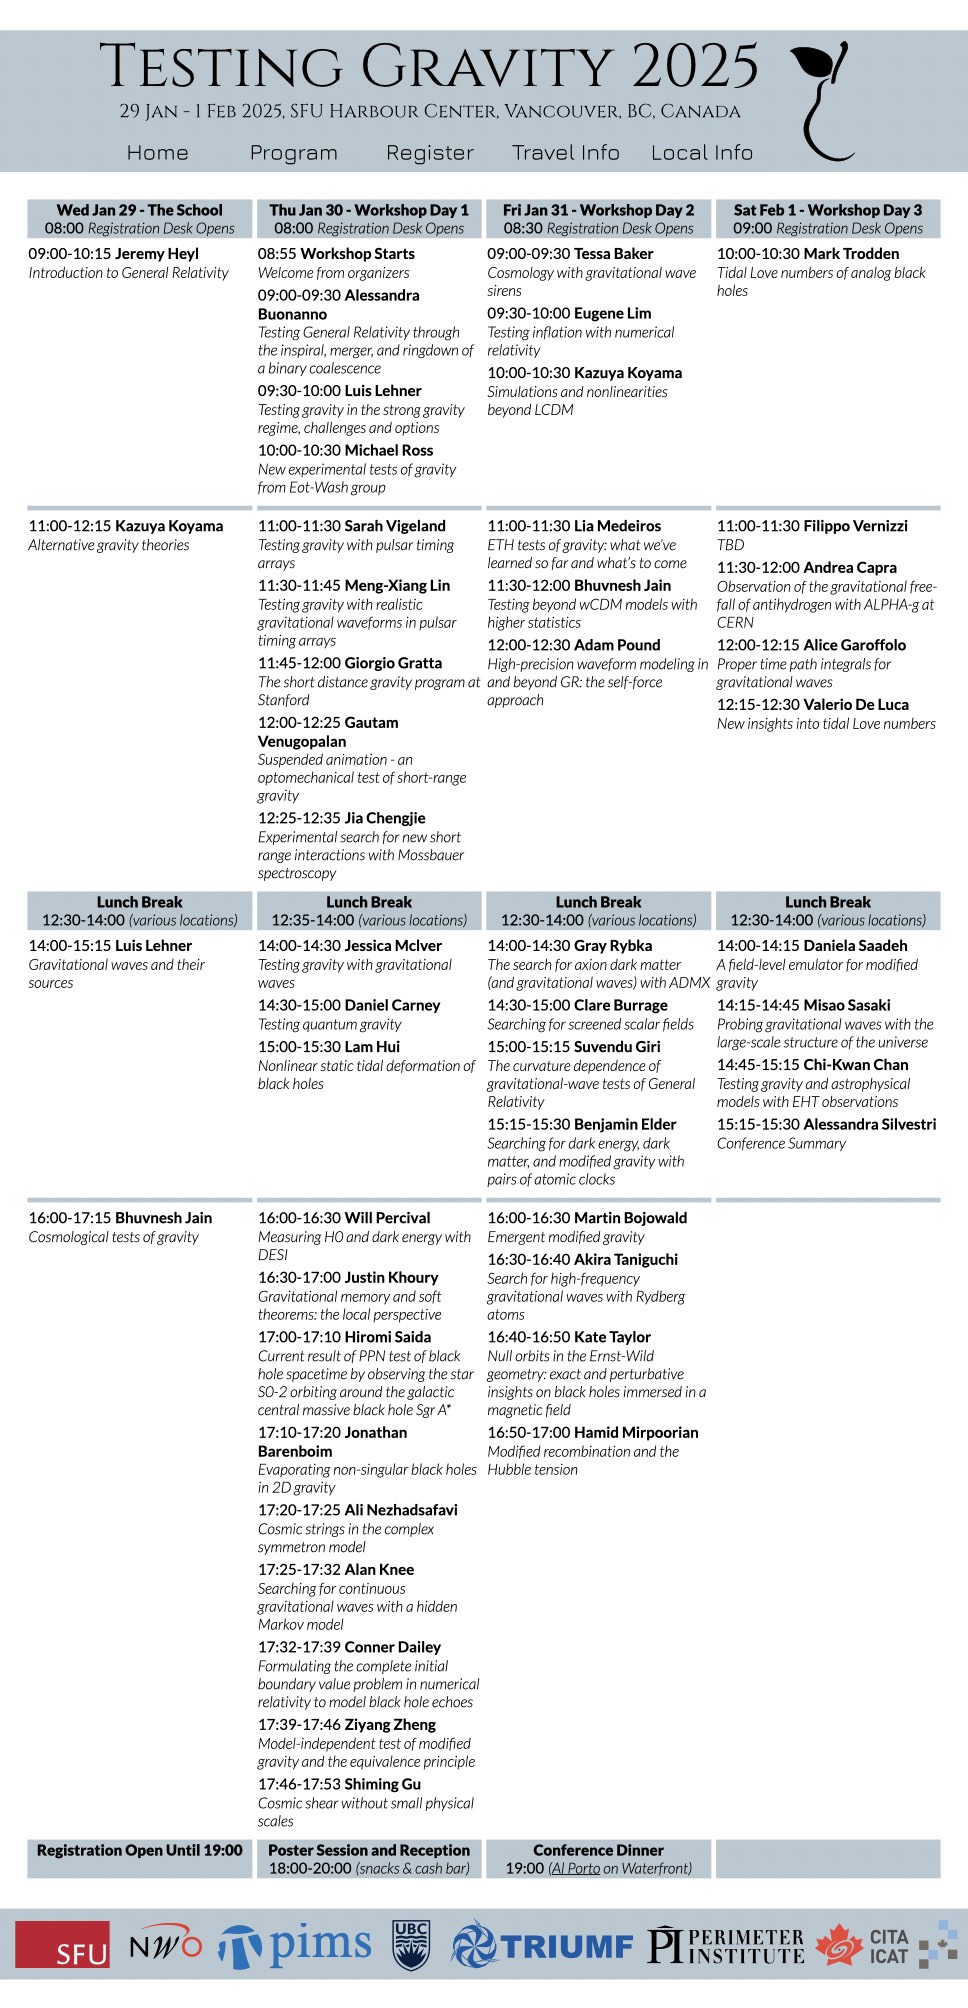 Testing Gravity 2025
29 Jan - 1 Feb 2025, SFU Harbour Center, Vancouver, BC, Canada
Home Program Register Travel Info Local Info
Wed Jan 29 - The School
08:00 Registration Desk Opens
09:00-10:15 Jeremy Heyl
Introduction to General Relativity
11:00-12:15 Kazuya Koyama
Alternative gravity theories
Lunch Break
12:30-14:00 (various locations)
14:00-15:15 Luis Lehner
Gravitational waves and their
sources
16:00-17:15 Bhuvnesh Jain
Cosmological tests of gravity
Registration Open Until 19:00
Thu Jan 30 - Workshop Day 1
08:00 Registration Desk Opens
08:55 Workshop Starts
Welcome from organizers
09:00-09:30 Alessandra
Buonanno
Testing General Relativity through
the inspiral, merger, and ringdown of
a binary coalescence
09:30-10:00 Luis Lehner
Testing gravity in the strong gravity
regime, challenges and options
10:00-10:30 Michael Ross
New experimental tests of gravity
from Eot-Wash group
11:00-11:30 Sarah Vigeland
Testing gravity with pulsar timing
arrays
11:30-11:45 Meng-Xiang Lin
Testing gravity with realistic
gravitational waveforms in pulsar
timing arrays
11:45-12:00 Giorgio Gratta
The short distance gravity program at
Stanford
12:00-12:25 Gautam
Venugopalan
Suspended animation - an
optomechanical test of short-range
gravity
12:25-12:35 Jia Chengjie
Experimental search for new short
range interactions with Mossbauer
spectroscopy
Lunch Break
12:35-14:00 (various locations)
14:00-14:30 Jessica McIver
Testing gravity with gravitational
waves
14:30-15:00 Daniel Carney
Testing quantum gravity
15:00-15:30 Lam Hui
Nonlinear static tidal deformation of
black holes
16:00-16:30 Will Percival
Measuring H0 and dark energy with
DESI
16:30-17:00 Justin Khoury
Gravitational memory and soft
theorems: the local perspective
17:00-17:10 Hiromi Saida
Current result of PPN test of black
hole spacetime by observing the star
S0-2 orbiting around the galactic
central massive black hole Sgr A*
17:10-17:20 Jonathan
Barenboim
Evaporating non-singular black holes
in 2D gravity
17:20-17:25 Ali Nezhadsafavi
Cosmic strings in the complex
symmetron model
17:25-17:32 Alan Knee
Searching for continuous
gravitational waves with a hidden
Markov model
17:32-17:39 Conner Dailey
Formulating the complete initial
boundary value problem in numerical
relativity to model black hole echoes
17:39-17:46 Ziyang Zheng
Model-independent test of modified
gravity and the equivalence principle
17:46-17:53 Shiming Gu
Cosmic shear without small physical
scales
Poster Session and Reception
18:00-20:00 (snacks & cash bar)
Fri Jan 31 - Workshop Day 2
08:30 Registration Desk Opens
09:00-09:30 Tessa Baker
Cosmology with gravitational wave
sirens
09:30-10:00 Eugene Lim
Testing inflation with numerical
relativity
10:00-10:30 Kazuya Koyama
Simulations and nonlinearities
beyond LCDM
11:00-11:30 Lia Medeiros
ETH tests of gravity: what we've
learned so far and what's to come
11:30-12:00 Bhuvnesh Jain
Testing beyond wCDM models with
higher statistics
12:00-12:30 Adam Pound
High-precision waveform modeling in
and beyond GR: the self-force
approach
Lunch Break
12:30-14:00 (various locations)
14:00-14:30 Gray Rybka
The search for axion dark matter
(and gravitational waves) with ADMX
14:30-15:00 Clare Burrage
Searching for screened scalar fields
15:00-15:15 Suvendu Giri
The curvature dependence of
gravitational-wave tests of General
Relativity
15:15-15:30 Benjamin Elder
Searching for dark energy, dark
matter, and modified gravity with
pairs of atomic clocks
16:00-16:30 Martin Bojowald
Emergent modified gravity
16:30-16:40 Akira Taniguchi
Search for high-frequency
gravitational waves with Rydberg
atoms
16:40-16:50 Kate Taylor
Null orbits in the Ernst-Wild
geometry: exact and perturbative
insights on black holes immersed in a
magnetic field
16:50-17:00 Hamid Mirpoorian
Modified recombination and the
Hubble tension
Conference Dinner
19:00 (Al Porto on Waterfront)
Sat Feb 1 - Workshop Day 3
09:00 Registration Desk Opens
10:00-10:30 Mark Trodden
Tidal Love numbers of analog black
holes
11:00-11:30 Filippo Vernizzi
TBD
11:30-12:00 Andrea Capra
Observation of the gravitational free-
fall of antihydrogen with ALPHA-g at
CERN
12:00-12:15 Alice Garoffolo
Proper time path integrals for
gravitational waves
12:15-12:30 Valerio De Luca
New insights into tidal Love numbers
Lunch Break
12:30-14:00 (various locations)
14:00-14:15 Daniela Saadeh
A field-level emulator for modified
gravity
14:15-14:45 Misao Sasaki
Probing gravitational waves with the
large-scale structure of the universe
14:45-15:15 Chi-Kwan Chan
Testing gravity and astrophysical
models with EHT observations
15:15-15:30 Alessandra Silvestri
Conference Summary
SFU
NWO
pims
UBC
TRIUMF
PI PERIMETER
INSTITUTE
CITA
ICAT